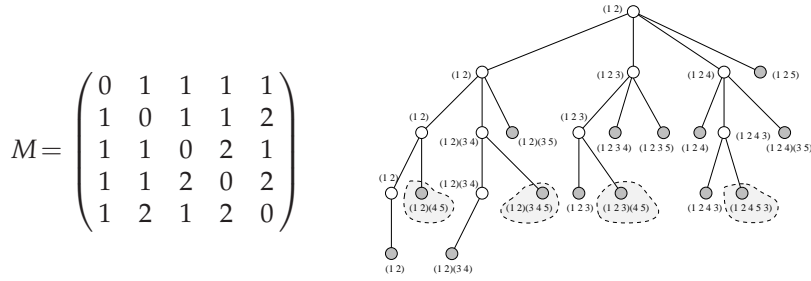 M= ( 0 1 1 1 1
1 0 1 1 2
1 1 0 2 1
1 1 2 0 2
1 2 1 2 0 )
(1 2)
(1 2) (1 2 3) (1 2 4) (1 2 5)
(1 2) (1 2)(3 4) (1 2)(3 5) (1 2 3) (1 2 3 4) (1 2 3 5) (1 2 4) (1 2 4 3) (1 2 4)(3 5)
(1 2) (1 2)(4 5) (1 2)(3 4) (1 2)(3 4 5) (1 2 3) (1 2 3)(4 5) (1 2 4 3) (1 2 4 5 3)
(1 2) (1 2)(3 4)